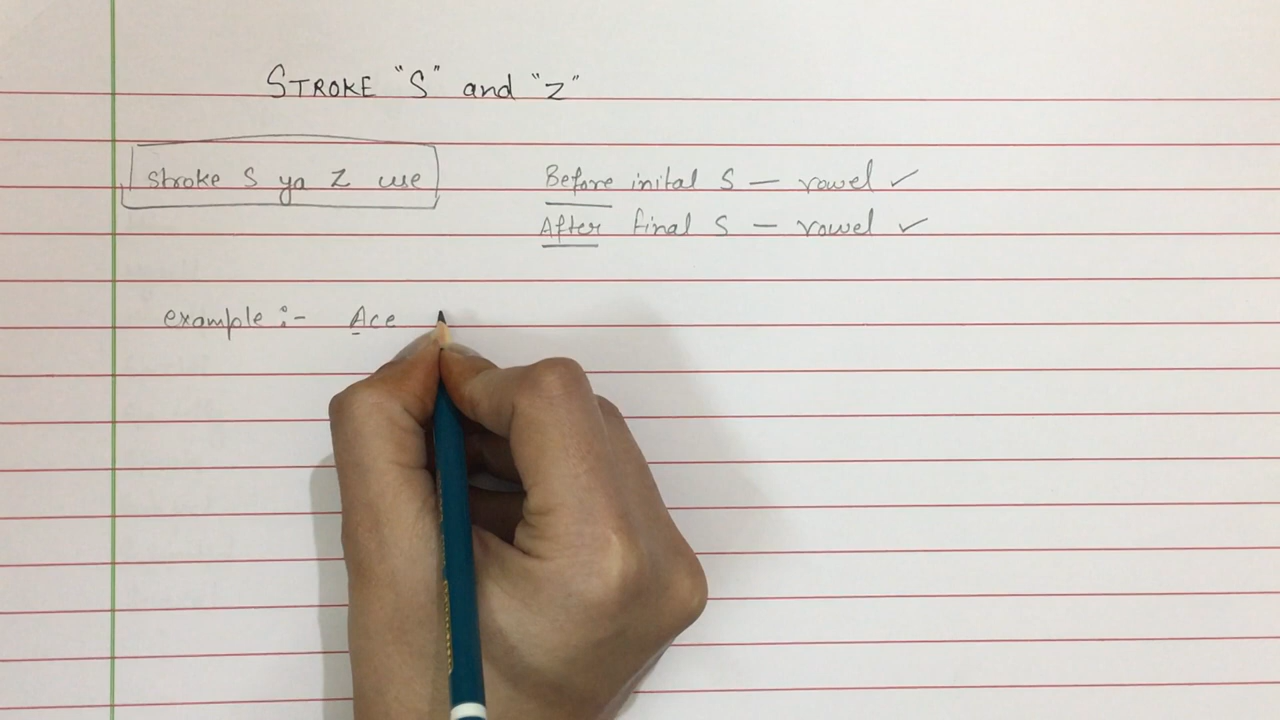 STROKE "S" and "Z"
stroke S ya Z use
Before inital S – vowel ✓
After final S – vowel ✓
example :- Ace